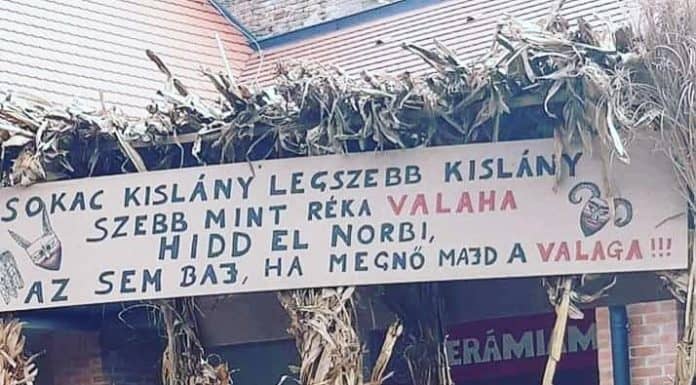 SOKAC KISLÁNY LEGSZEBB KISLÁNY
SZEBB MINT RÉKA VALAHA
HIDD EL NORBI,
AZ SEM BAJ, HA MEGNŐ MAJD A VALAGA!!!